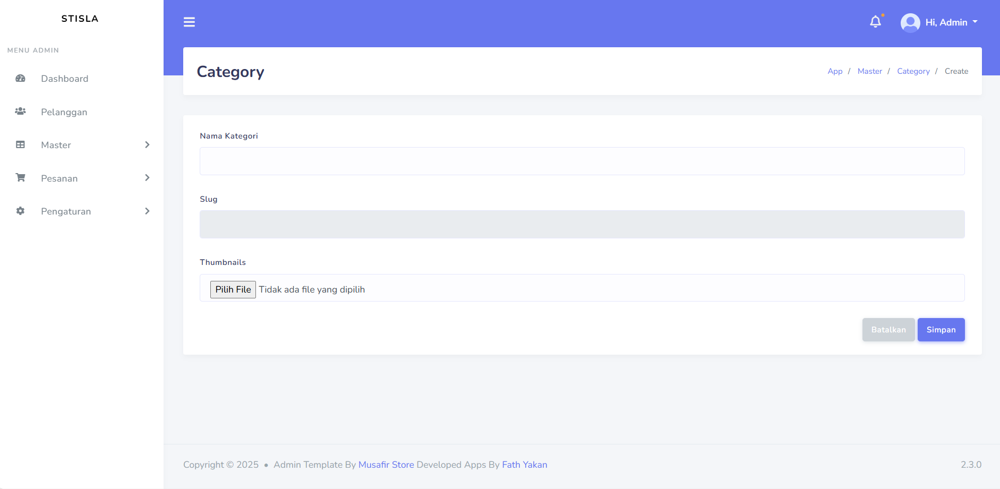 STISLA
MENU ADMIN
Dashboard
Pelanggan
Master
Pesanan
Pengaturan
Hi, Admin
Category
App / Master / Category / Create
Nama Kategori
Slug
Thumbnails
Pilih File Tidak ada file yang dipilih
Batalkan Simpan
Copyright © 2025 • Admin Template By Musafir Store Developed Apps By Fath Yakan
2.3.0